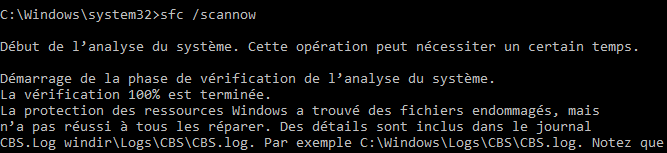 C:\Windows\system32>sfc /scannow
Début de l’analyse du système. Cette opération peut nécessiter un certain temps.
Démarrage de la phase de vérification de l’analyse du système.
La vérification 100% est terminée.
La protection des ressources Windows a trouvé des fichiers endommagés, mais
n’a pas réussi à tous les réparer. Des détails sont inclus dans le journal
CBS.Log windir\Logs\CBS\CBS.log. Par exemple C:\Windows\Logs\CBS\CBS.log. Notez que